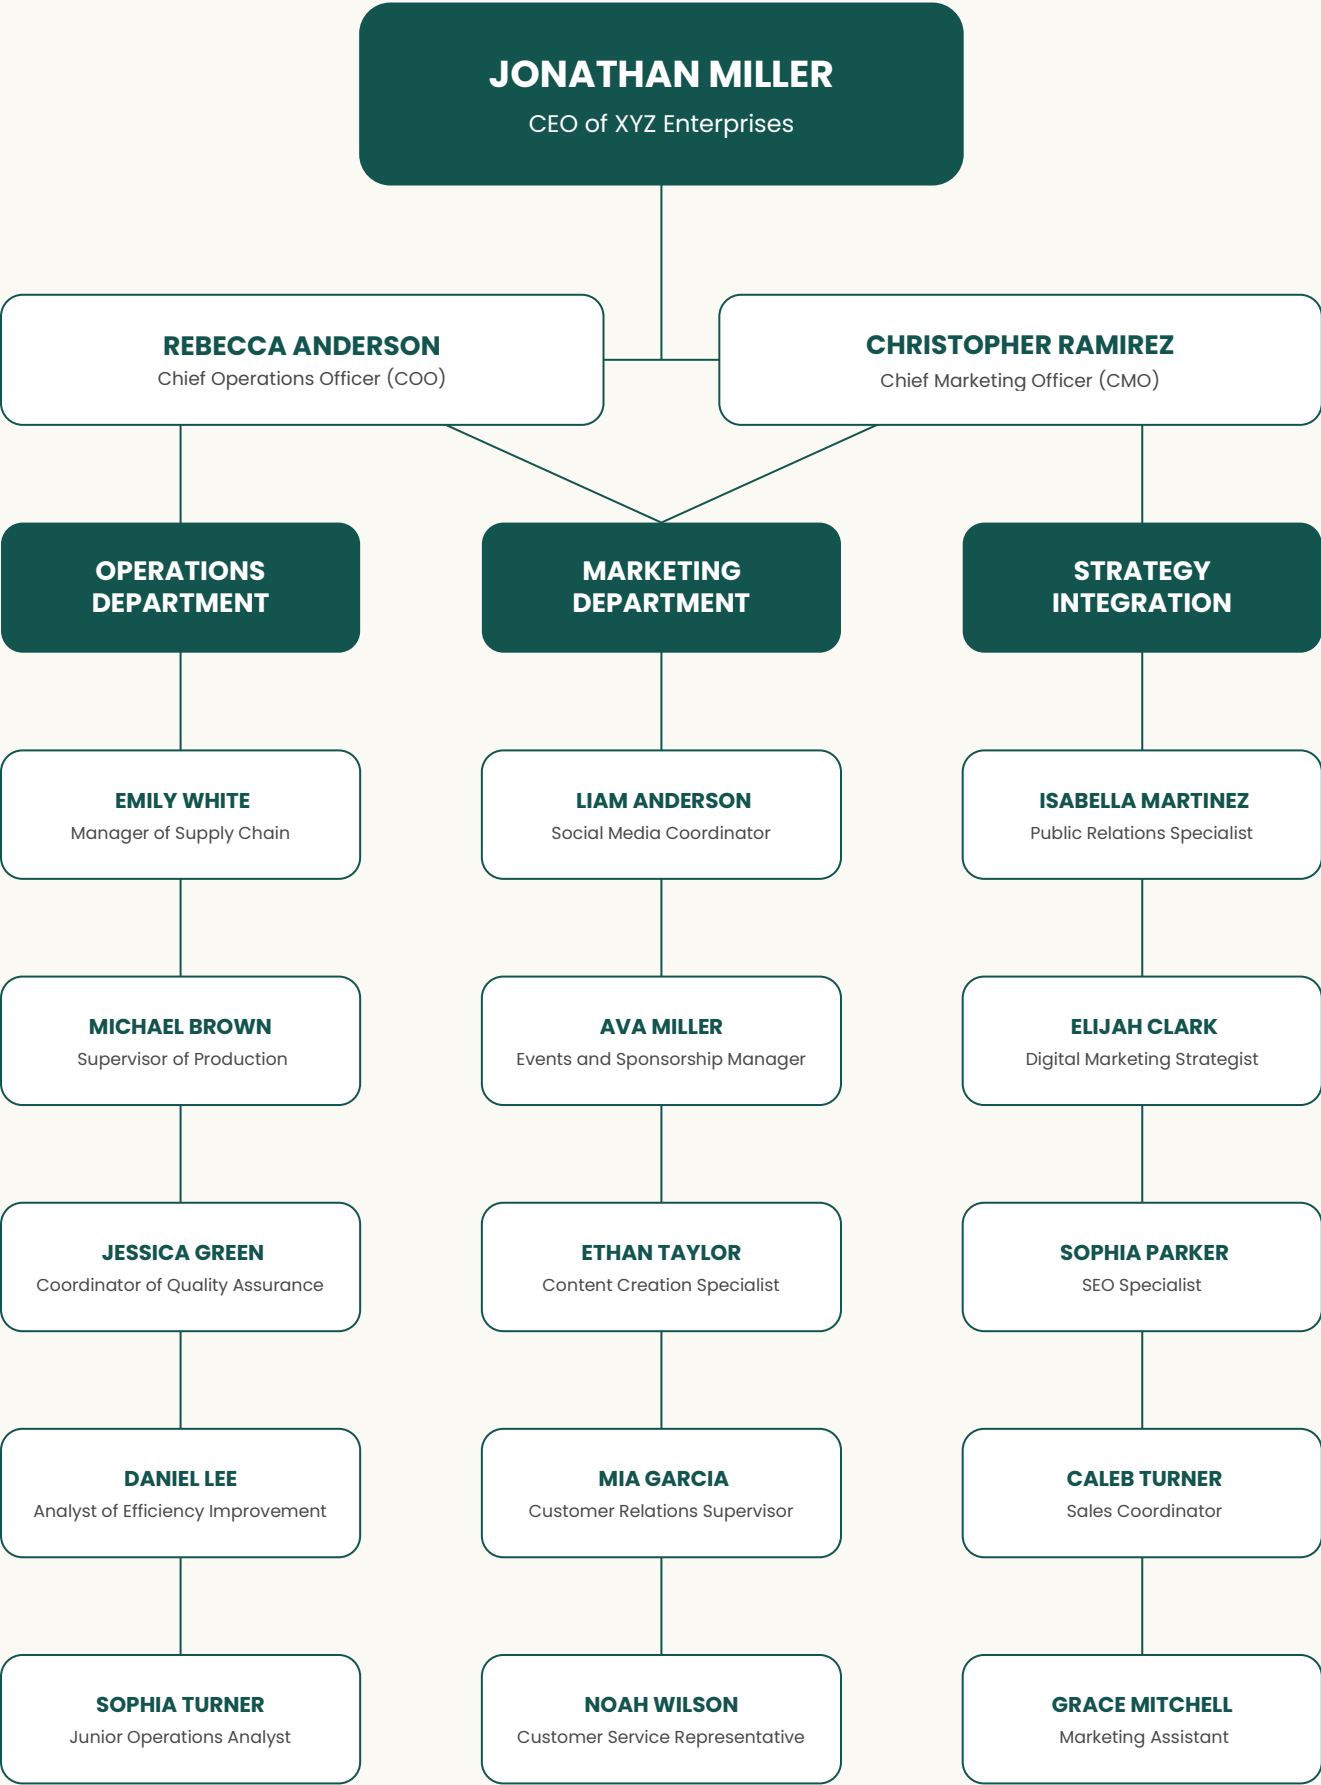 JONATHAN MILLER
CEO of XYZ Enterprises
REBECCA ANDERSON
Chief Operations Officer (COO)
CHRISTOPHER RAMIREZ
Chief Marketing Officer (CMO)
OPERATIONS
DEPARTMENT
MARKETING
DEPARTMENT
STRATEGY
INTEGRATION
EMILY WHITE
Manager of Supply Chain
LIAM ANDERSON
Social Media Coordinator
ISABELLA MARTINEZ
Public Relations Specialist
MICHAEL BROWN
Supervisor of Production
AVA MILLER
Events and Sponsorship Manager
ELIJAH CLARK
Digital Marketing Strategist
JESSICA GREEN
Coordinator of Quality Assurance
ETHAN TAYLOR
Content Creation Specialist
SOPHIA PARKER
SEO Specialist
DANIEL LEE
Analyst of Efficiency Improvement
MIA GARCIA
Customer Relations Supervisor
CALEB TURNER
Sales Coordinator
SOPHIA TURNER
Junior Operations Analyst
NOAH WILSON
Customer Service Representative
GRACE MITCHELL
Marketing Assistant